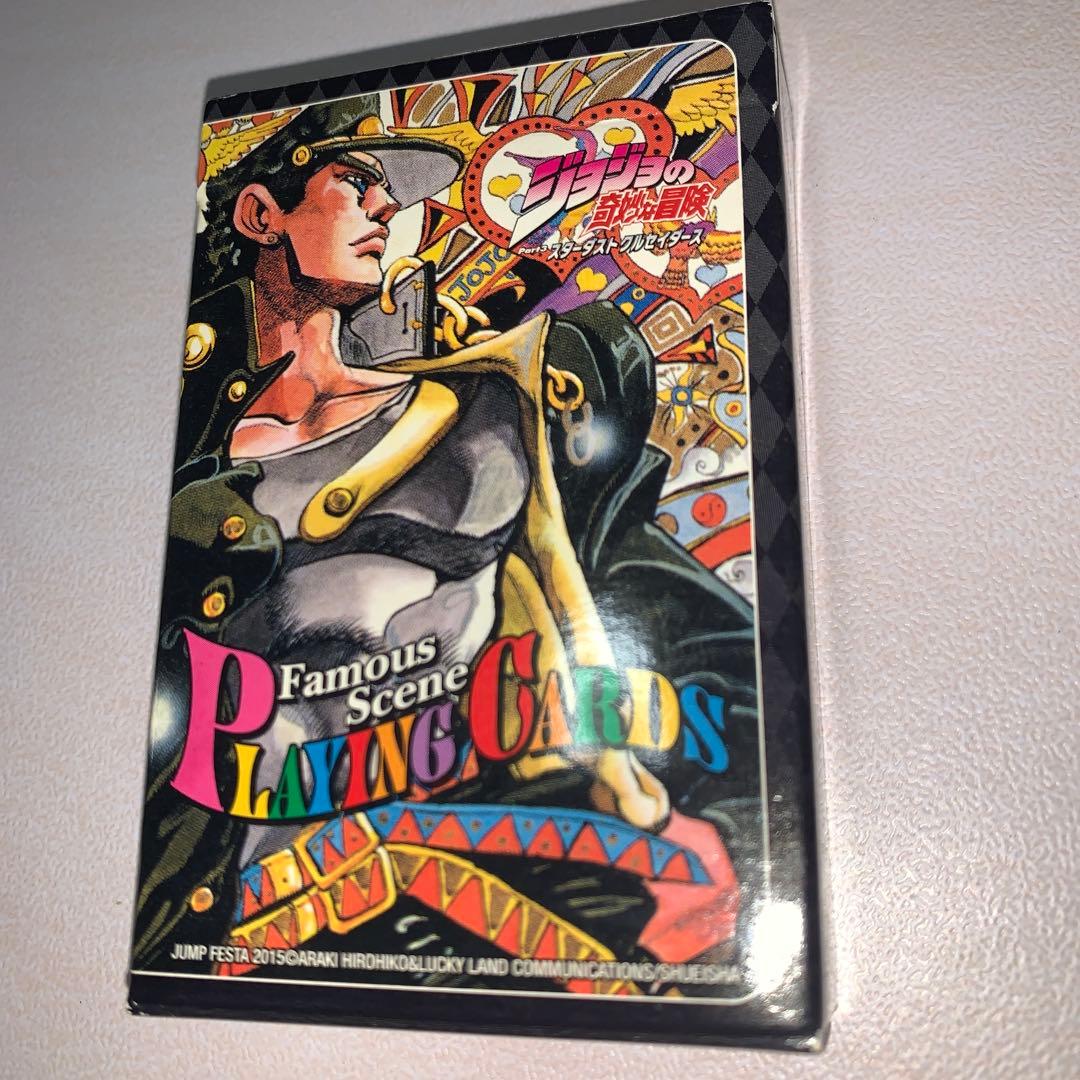 ジョジョの
奇妙な冒険
Part3 スターダストクルセイダース
JOJO
Famous
Scene
PLAYING CARDS
JUMP FESTA 2015©ARAKI HIROHIKO&LUCKY LAND COMMUNICATIONS/SHUEISHA